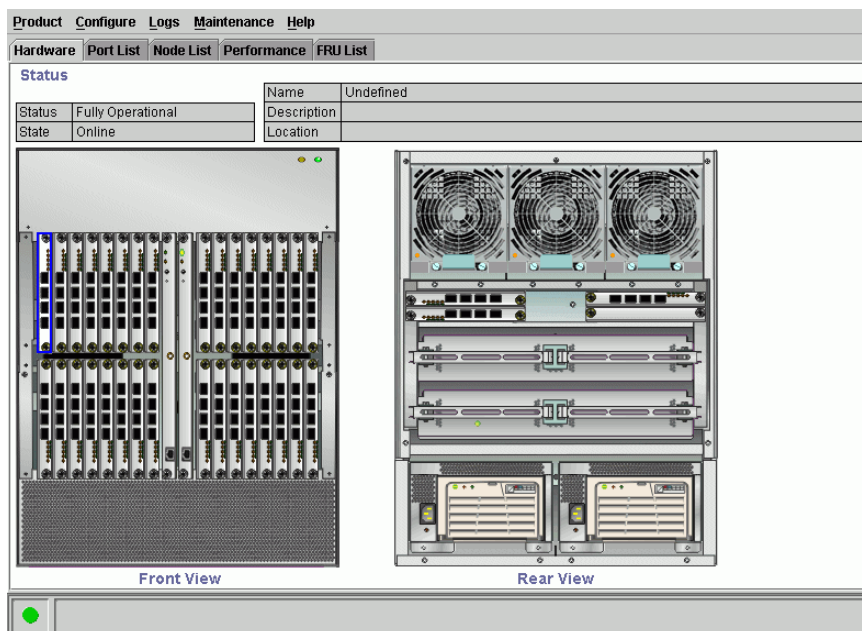 Product Configure Logs Maintenance Help
Hardware Port List Node List Performance FRU List
Status
Name Undefined
Status Fully Operational Description
State Online Location
Front View Rear View